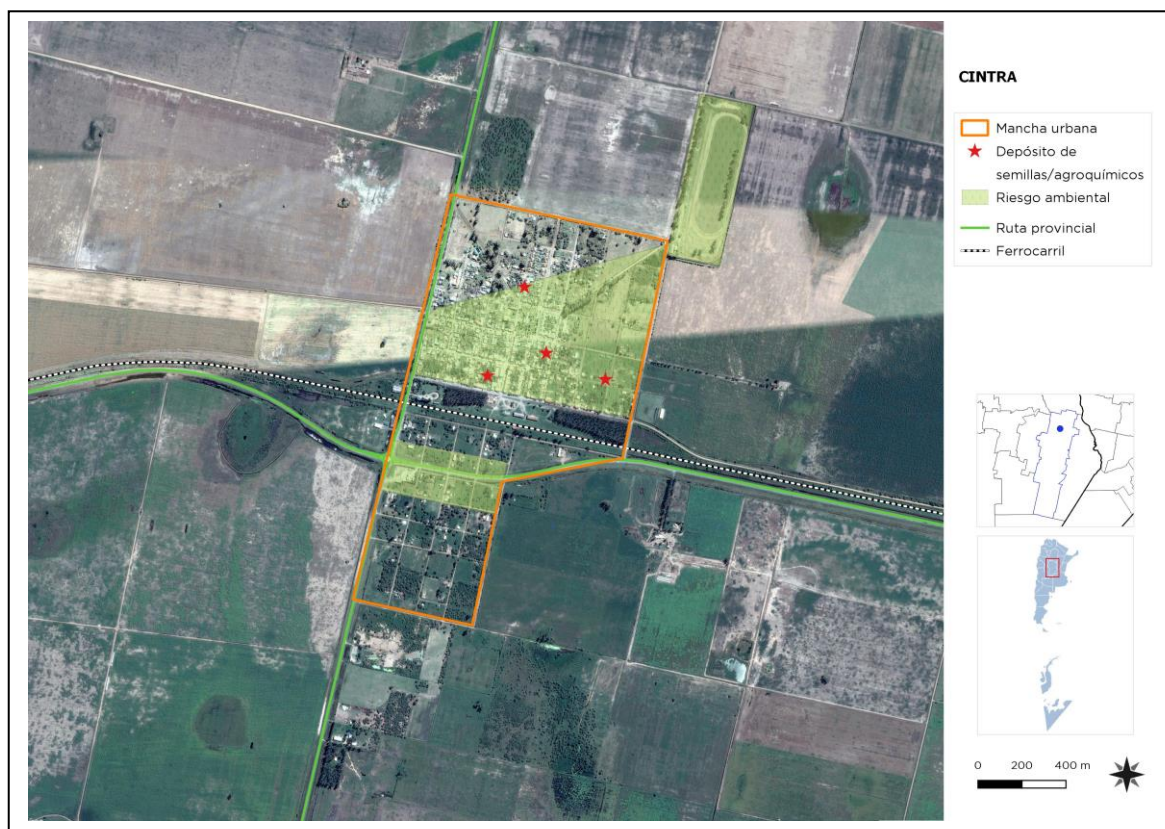 CINTRA
Mancha urbana
Depósito de
semillas/agroquímicos
Riesgo ambiental
Ruta provincial
Ferrocarril
0 200 400 m